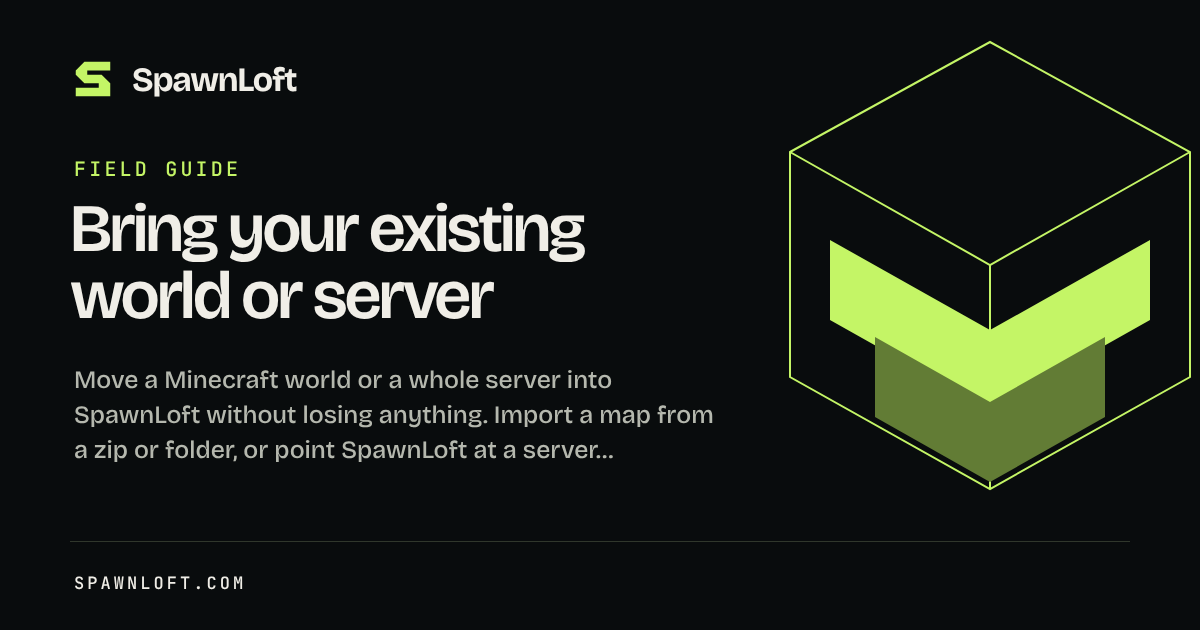 SpawnLoft
FIELD GUIDE
Bring your existing
world or server
Move a Minecraft world or a whole server into
SpawnLoft without losing anything. Import a map from
a zip or folder, or point SpawnLoft at a server...
SPAWNLOFT.COM